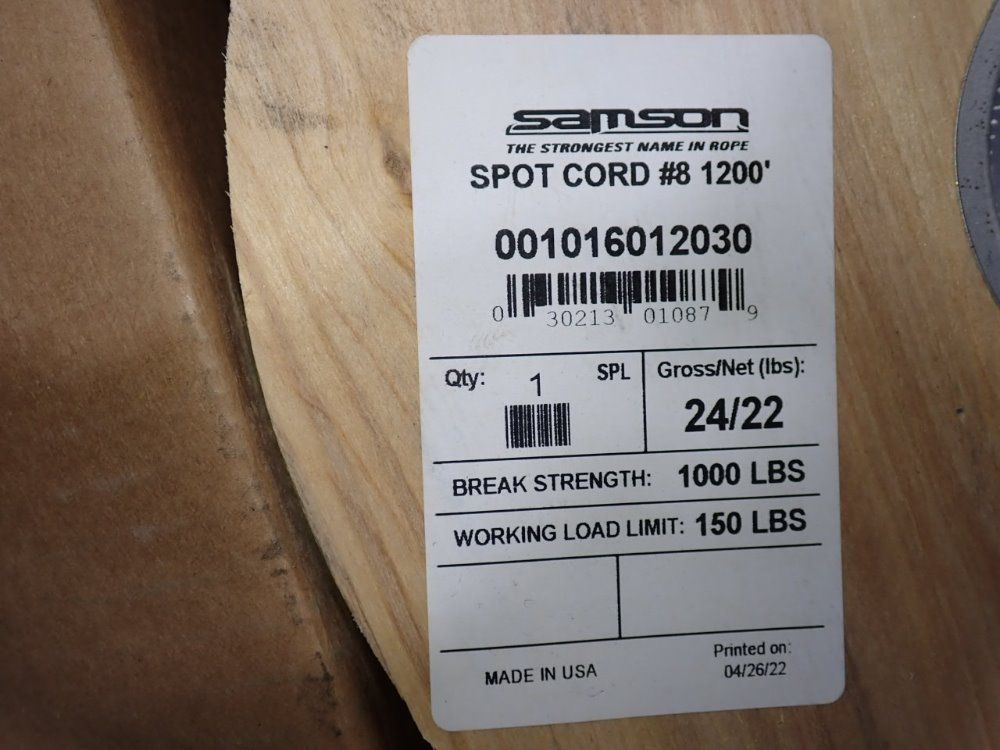 samson
THE STRONGEST NAME IN ROPE
SPOT CORD #8 1200'
001016012030
0 30213 01087 9
Qty: 1 SPL
Gross/Net (lbs):
24/22
BREAK STRENGTH: 1000 LBS
WORKING LOAD LIMIT: 150 LBS
MADE IN USA
Printed on:
04/26/22